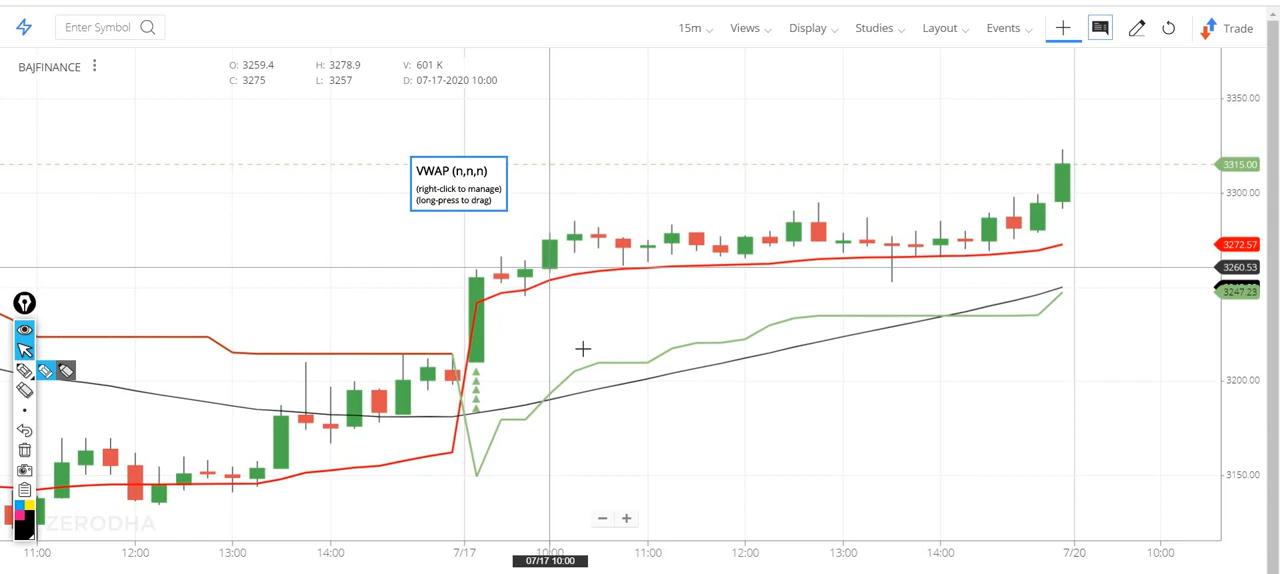 Enter Symbol
15m Views Display Studies Layout Events Trade
BAJFINANCE
O: 3259.4 H: 3278.9 V: 601 K
C: 3275 L: 3257 D: 07-17-2020 10:00
3350.00
VWAP (n,n,n)
(right-click to manage)
(long-press to drag)
3315.00
3300.00
3272.57
3260.53
3247.23
3200.00
3150.00
ZERODHA
11:00 12:00 13:00 14:00 7/17 10:00 11:00 12:00 13:00 14:00 7/20 10:00
07/17 10:00